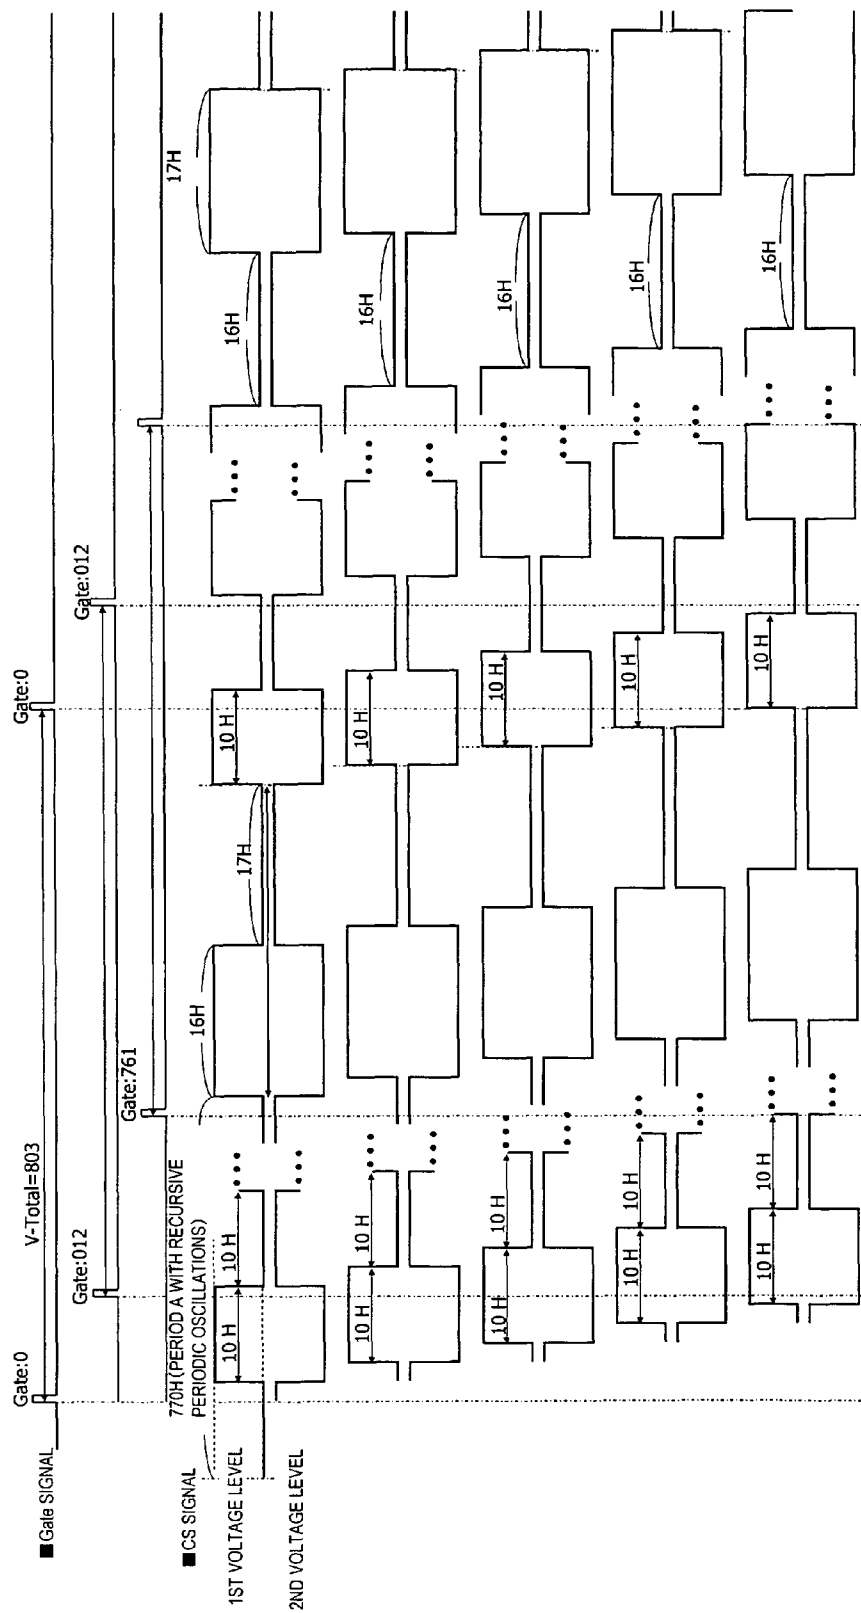 Gate:0
V-Total=803
Gate:0
■Gate SIGNAL
Gate:012
Gate:012
Gate:761
770H (PERIOD A WITH RECURSIVE
PERIODIC OSCILLATIONS)
17H
■CS SIGNAL
16H
17H
16H
1ST VOLTAGE LEVEL
10 H
10 H
10 H
2ND VOLTAGE LEVEL
10 H
10 H
10 H
16H
10 H
10 H
10 H
16H
10 H
10 H
10 H
16H
10 H
10 H
10 H
16H